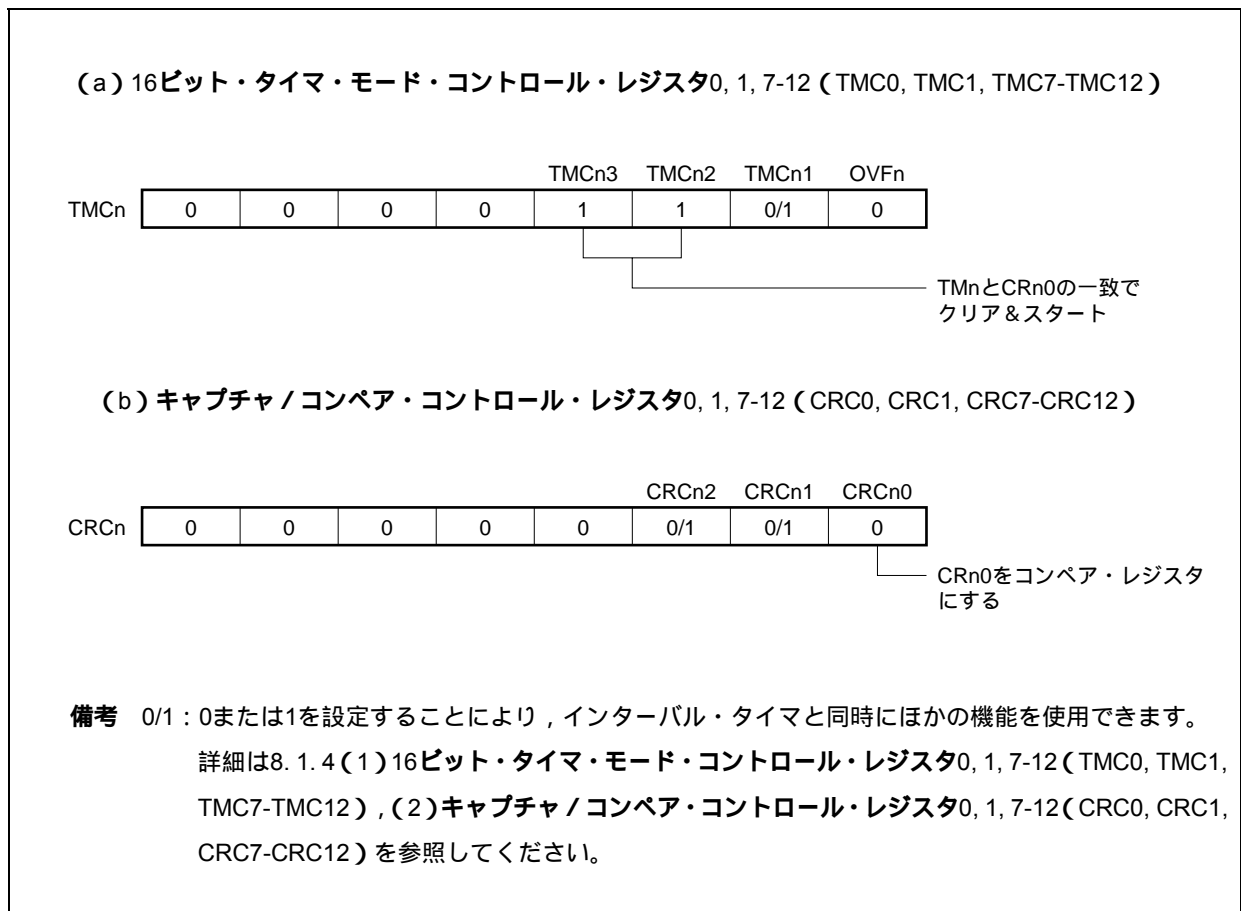 (a)16ビット・タイマ・モード・コントロール・レジスタ0, 1, 7-12(TMC0, TMC1, TMC7-TMC12)
TMCn3 TMCn2 TMCn1 OVFn
TMCn 0 0 0 0 1 1 0/1 0
TMnとCRn0の一致で
クリア&スタート
(b)キャプチャ/コンペア・コントロール・レジスタ0, 1, 7-12(CRC0, CRC1, CRC7-CRC12)
CRCn2 CRCn1 CRCn0
CRCn 0 0 0 0 0 0/1 0/1 0
CRn0をコンペア・レジスタ
にする
備考 0/1:0または1を設定することにより,インターバル・タイマと同時にほかの機能を使用できます。
詳細は8. 1. 4(1)16ビット・タイマ・モード・コントロール・レジスタ0, 1, 7-12(TMC0, TMC1,
TMC7-TMC12),(2)キャプチャ/コンペア・コントロール・レジスタ0, 1, 7-12(CRC0, CRC1,
CRC7-CRC12)を参照してください。